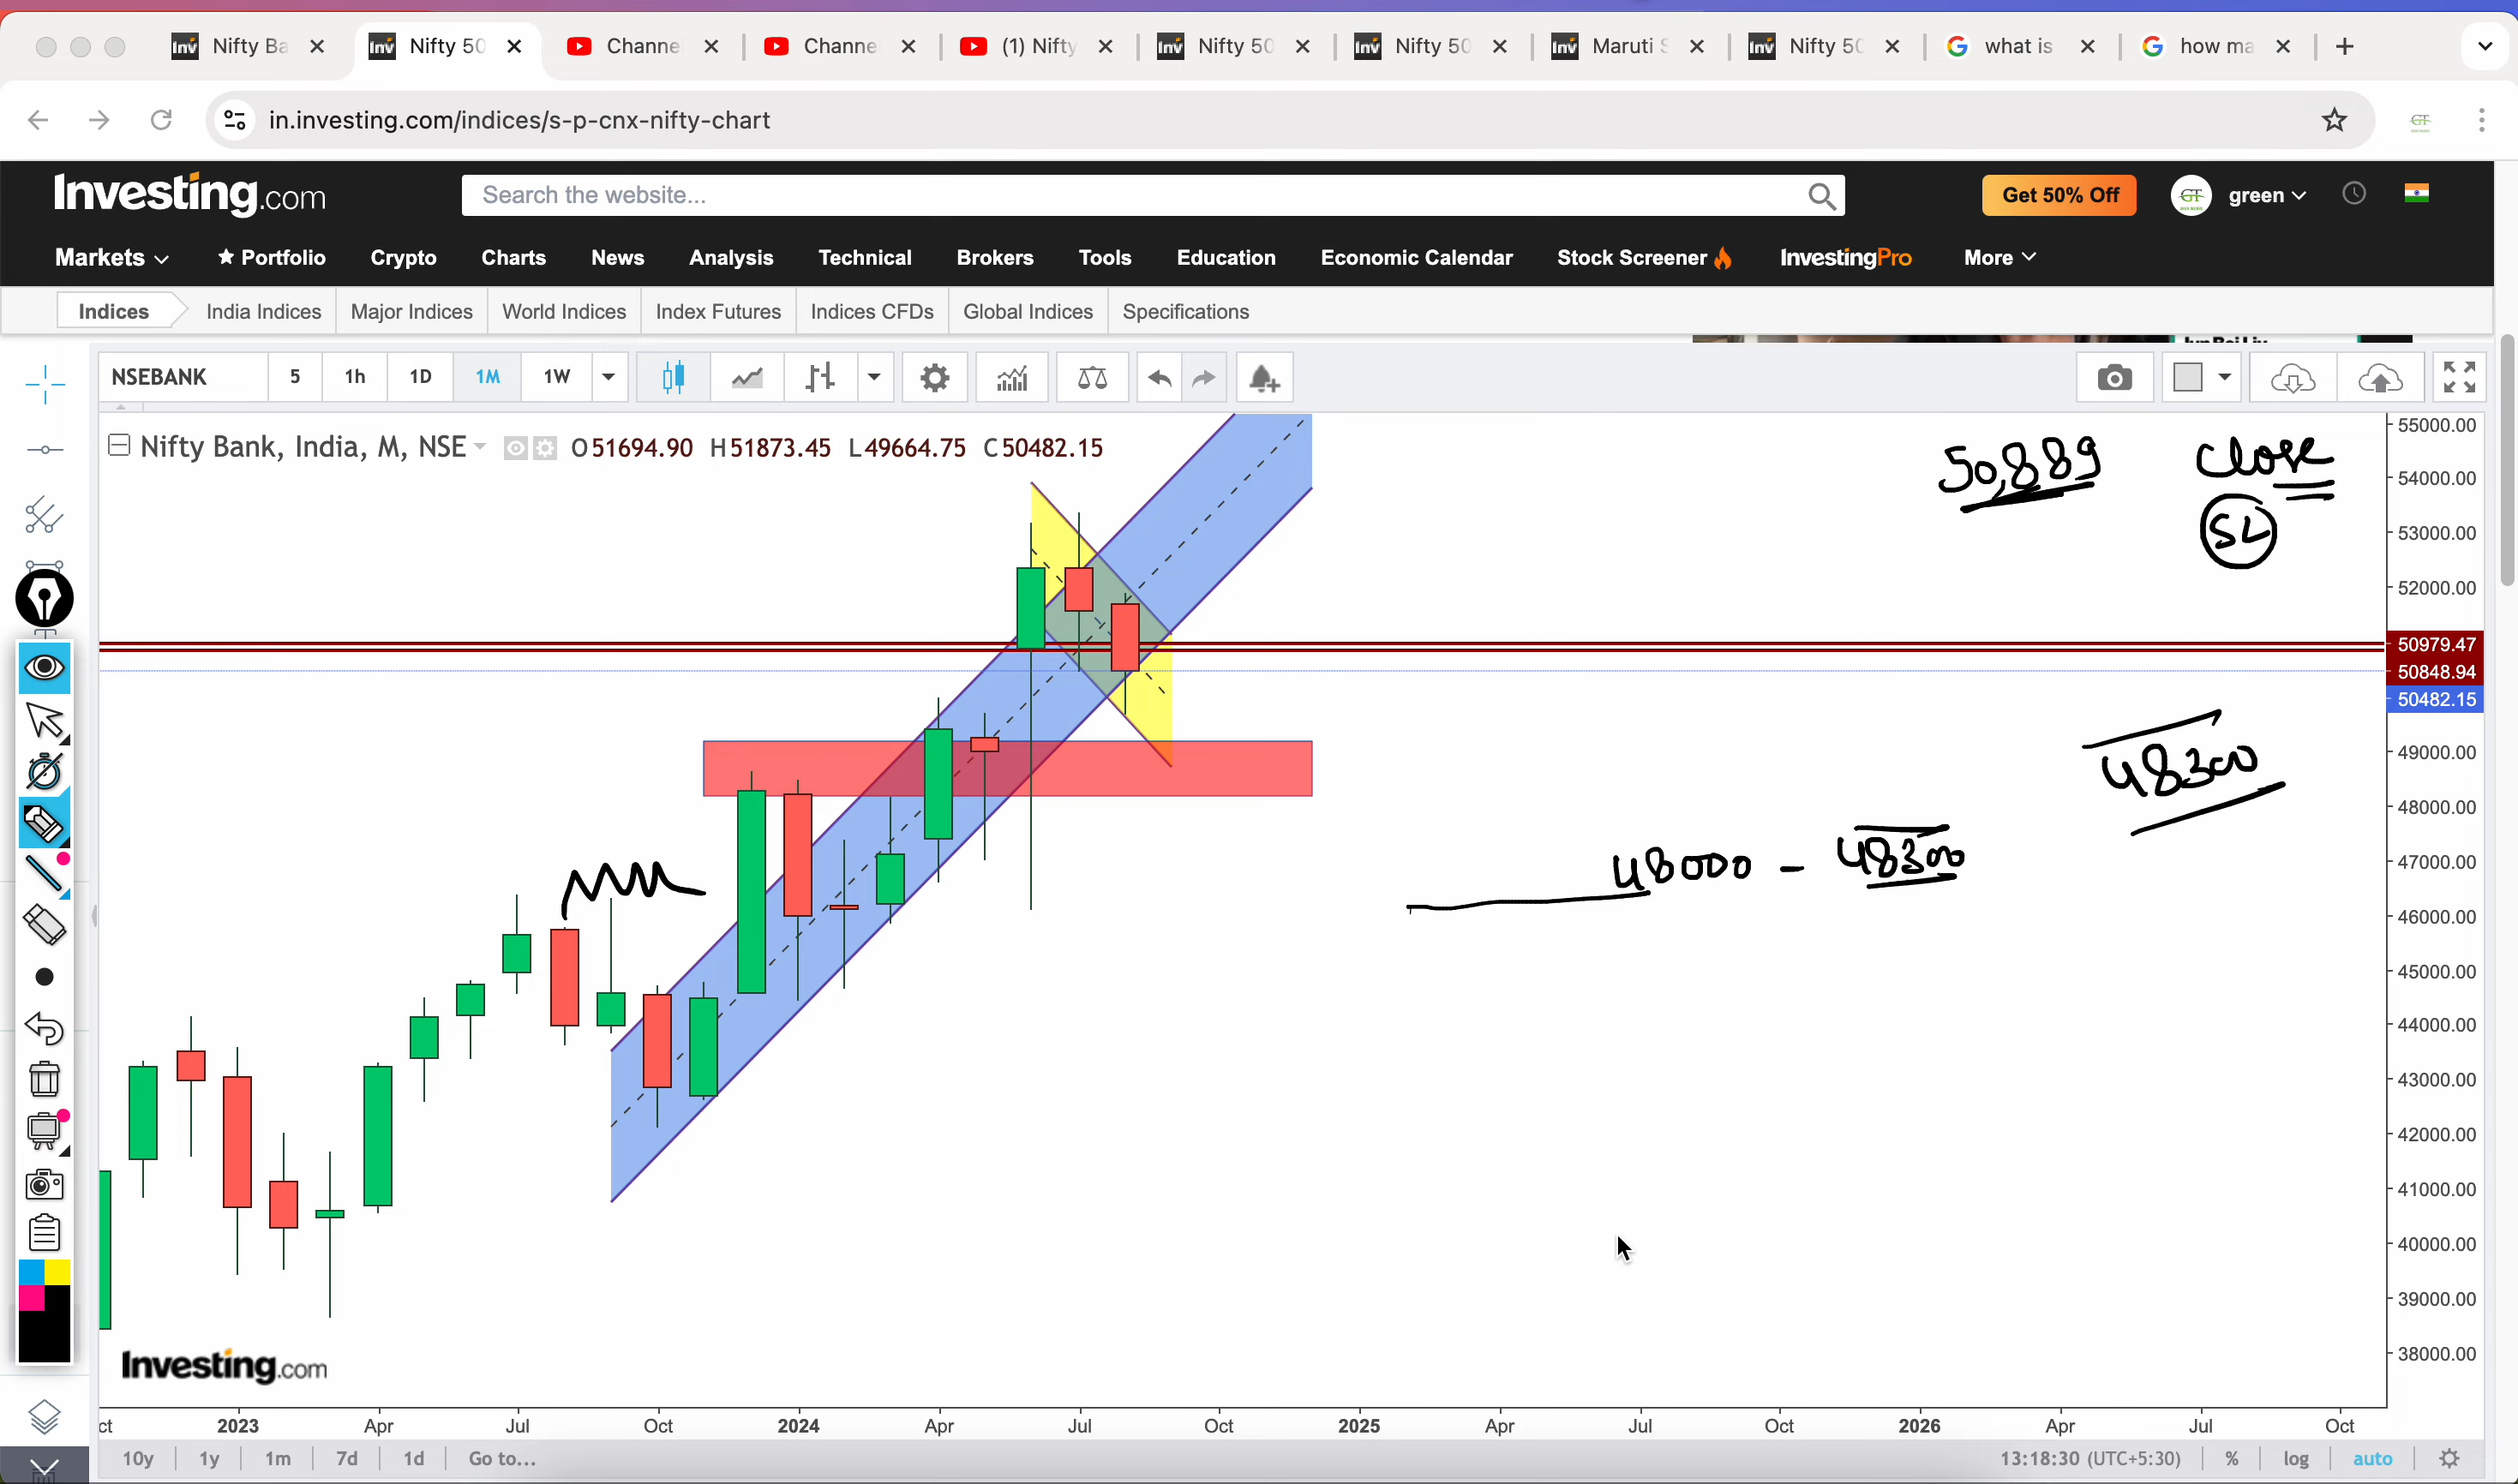 Nifty Ba
Nifty 50
Channe
Channe
(1) Nifty
Nifty 50
Nifty 50
Maruti S
Nifty 50
what is
how ma
in.investing.com/indices/s-p-cnx-nifty-chart
Investing.com
Search the website...
Get 50% Off
green
Markets
Portfolio
Crypto
Charts
News
Analysis
Technical
Brokers
Tools
Education
Economic Calendar
Stock Screener
InvestingPro
More
Indices
India Indices
Major Indices
World Indices
Index Futures
Indices CFDs
Global Indices
Specifications
NSEBANK
5
1h
1D
1M
1W
Nifty Bank, India, M, NSE
O51694.90 H51873.45 L49664.75 C50482.15
50,889 Close
SL
48300
48000 - 48300
55000.00
54000.00
53000.00
52000.00
50979.47
50848.94
50482.15
49000.00
48000.00
47000.00
46000.00
45000.00
44000.00
43000.00
42000.00
41000.00
40000.00
39000.00
38000.00
Investing.com
ct 2023 Apr Jul Oct 2024 Apr Jul Oct 2025 Apr Jul Oct 2026 Apr Jul Oct
10y 1y 1m 7d 1d Go to...
13:18:30 (UTC+5:30) % log auto